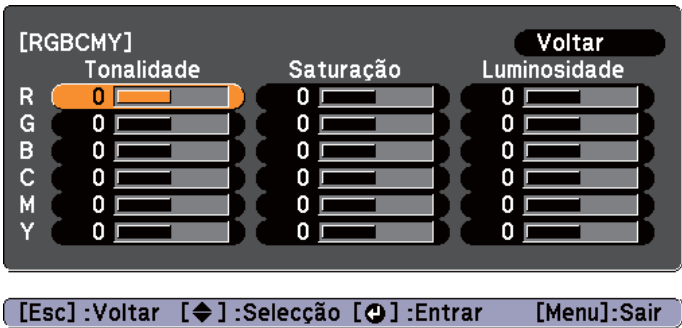 [RGBCMY] Voltar
Tonalidade Saturação Luminosidade
R 0 0 0
G 0 0 0
B 0 0 0
C 0 0 0
M 0 0 0
Y 0 0 0
[Esc] :Voltar [ ] :Selecção [ ] :Entrar [Menu]:Sair